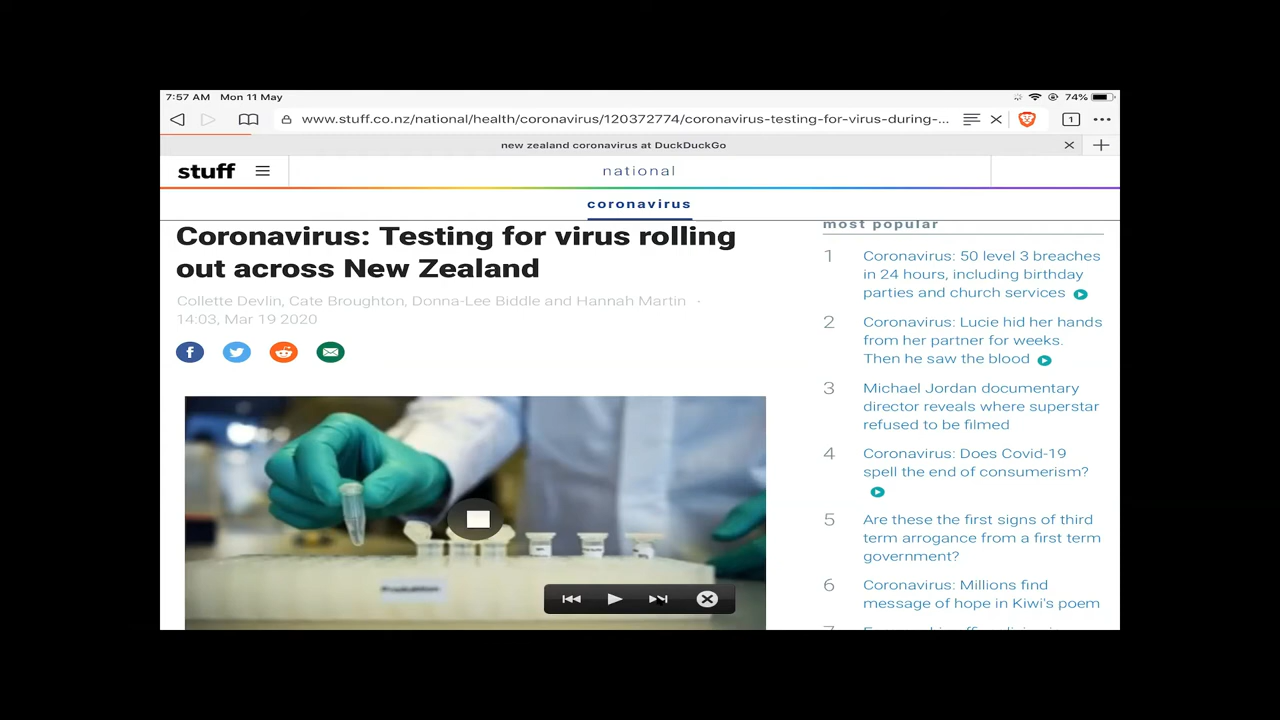 7:57 AM Mon 11 May
74%
www.stuff.co.nz/national/health/coronavirus/120372774/coronavirus-testing-for-virus-during-...
1
new zealand coronavirus at DuckDuckGo
stuff
national
coronavirus
Coronavirus: Testing for virus rolling
out across New Zealand
Collette Devlin, Cate Broughton, Donna-Lee Biddle and Hannah Martin -
14:03, Mar 19 2020
most popular
1 Coronavirus: 50 level 3 breaches
in 24 hours, including birthday
parties and church services
2 Coronavirus: Lucie hid her hands
from her partner for weeks.
Then he saw the blood
3 Michael Jordan documentary
director reveals where superstar
refused to be filmed
4 Coronavirus: Does Covid-19
spell the end of consumerism?
5 Are these the first signs of third
term arrogance from a first term
government?
6 Coronavirus: Millions find
message of hope in Kiwi's poem